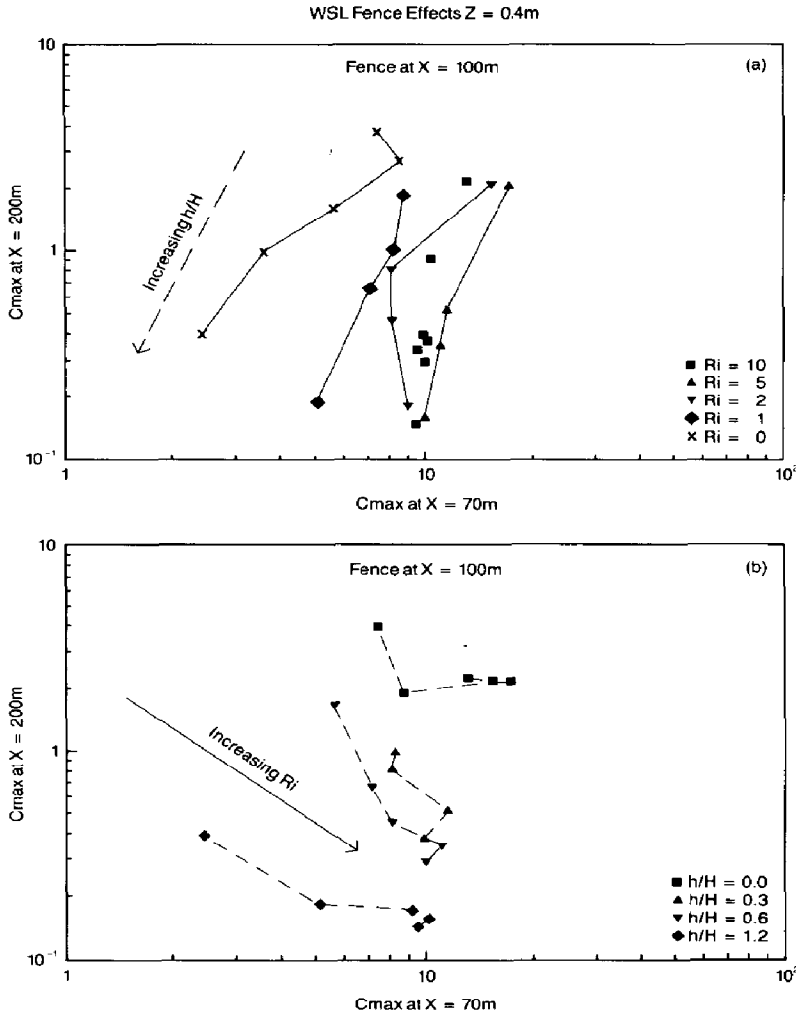 WSL Fence Effects Z = 0.4m
Fence at X = 100m
(a)
10
1
10⁻¹
Cmax at X = 200m
Increasing h/H
Ri = 10
Ri = 5
Ri = 2
Ri = 1
Ri = 0
1
10
10²
Cmax at X = 70m
Fence at X = 100m
(b)
10
1
10⁻¹
Cmax at X = 200m
Increasing Ri
h/H = 0.0
h/H = 0.3
h/H = 0.6
h/H = 1.2
1
10
Cmax at X = 70m